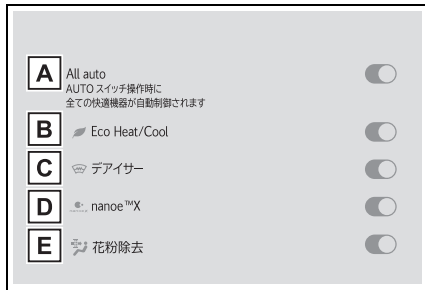 A
All auto
AUTO スイッチ操作時に
全ての快適機器が自動制御されます
B Eco Heat/Cool
C デアイサー
D nanoe™X
E 花粉除去